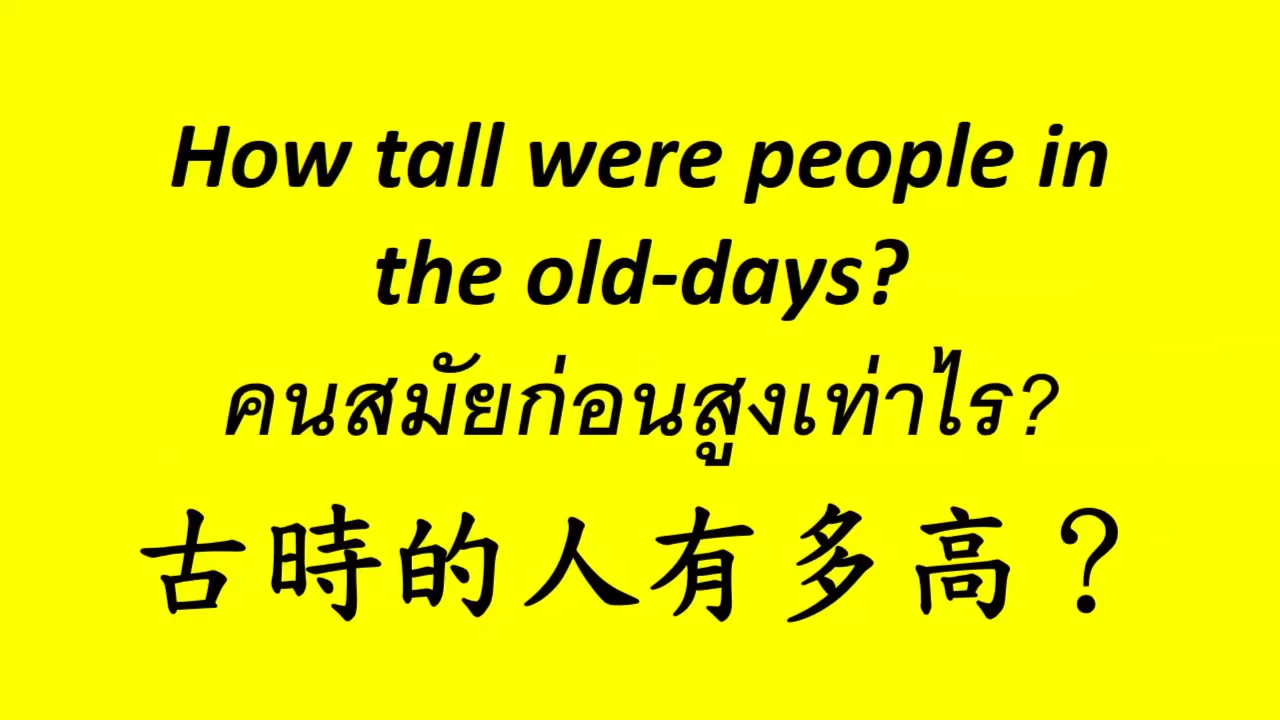 How tall were people in
the old-days?
คนสมัยก่อนสูงเท่าไร?
古時的人有多高？